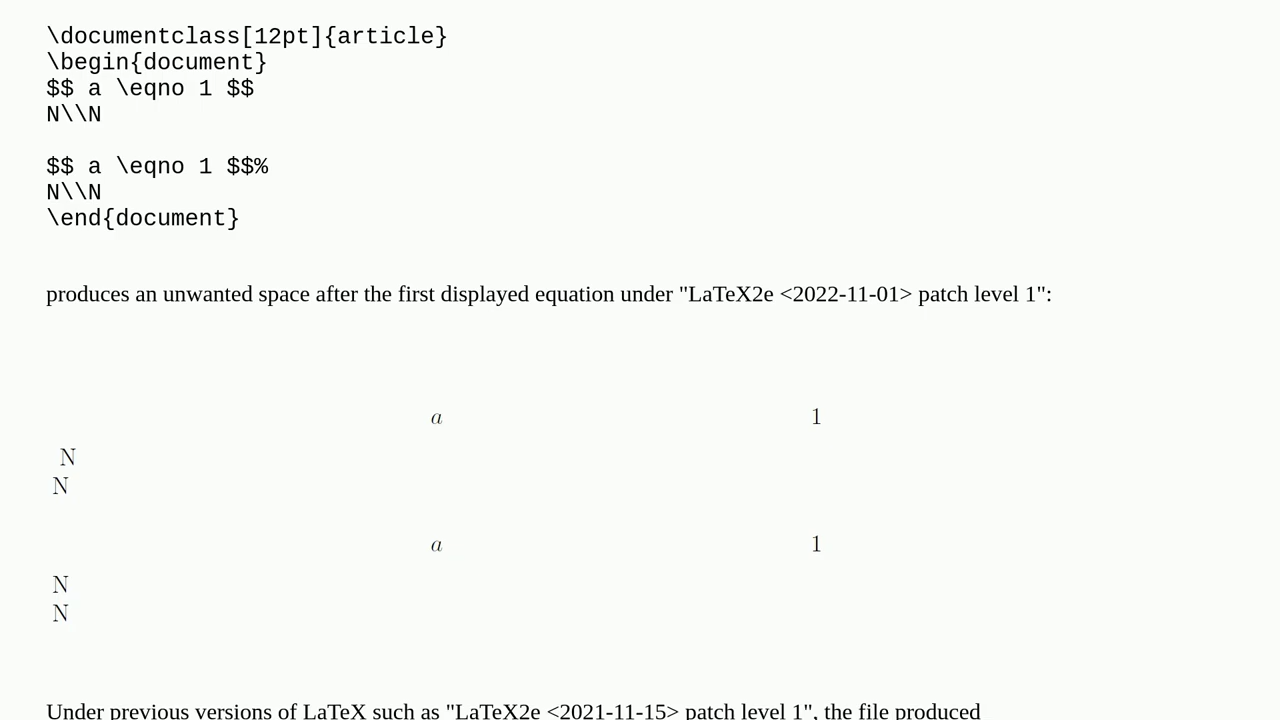 \documentclass[12pt]{article}
\begin{document}
$$ a \eqno 1 $$
N\\N
$$ a \eqno 1 $$%
N\\N
\end{document}
produces an unwanted space after the first displayed equation under "LaTeX2e <2022-11-01> patch level 1":
a 1
N
N
a 1
N
N
Under previous versions of LaTeX such as "LaTeX2e <2021-11-15> patch level 1", the file produced